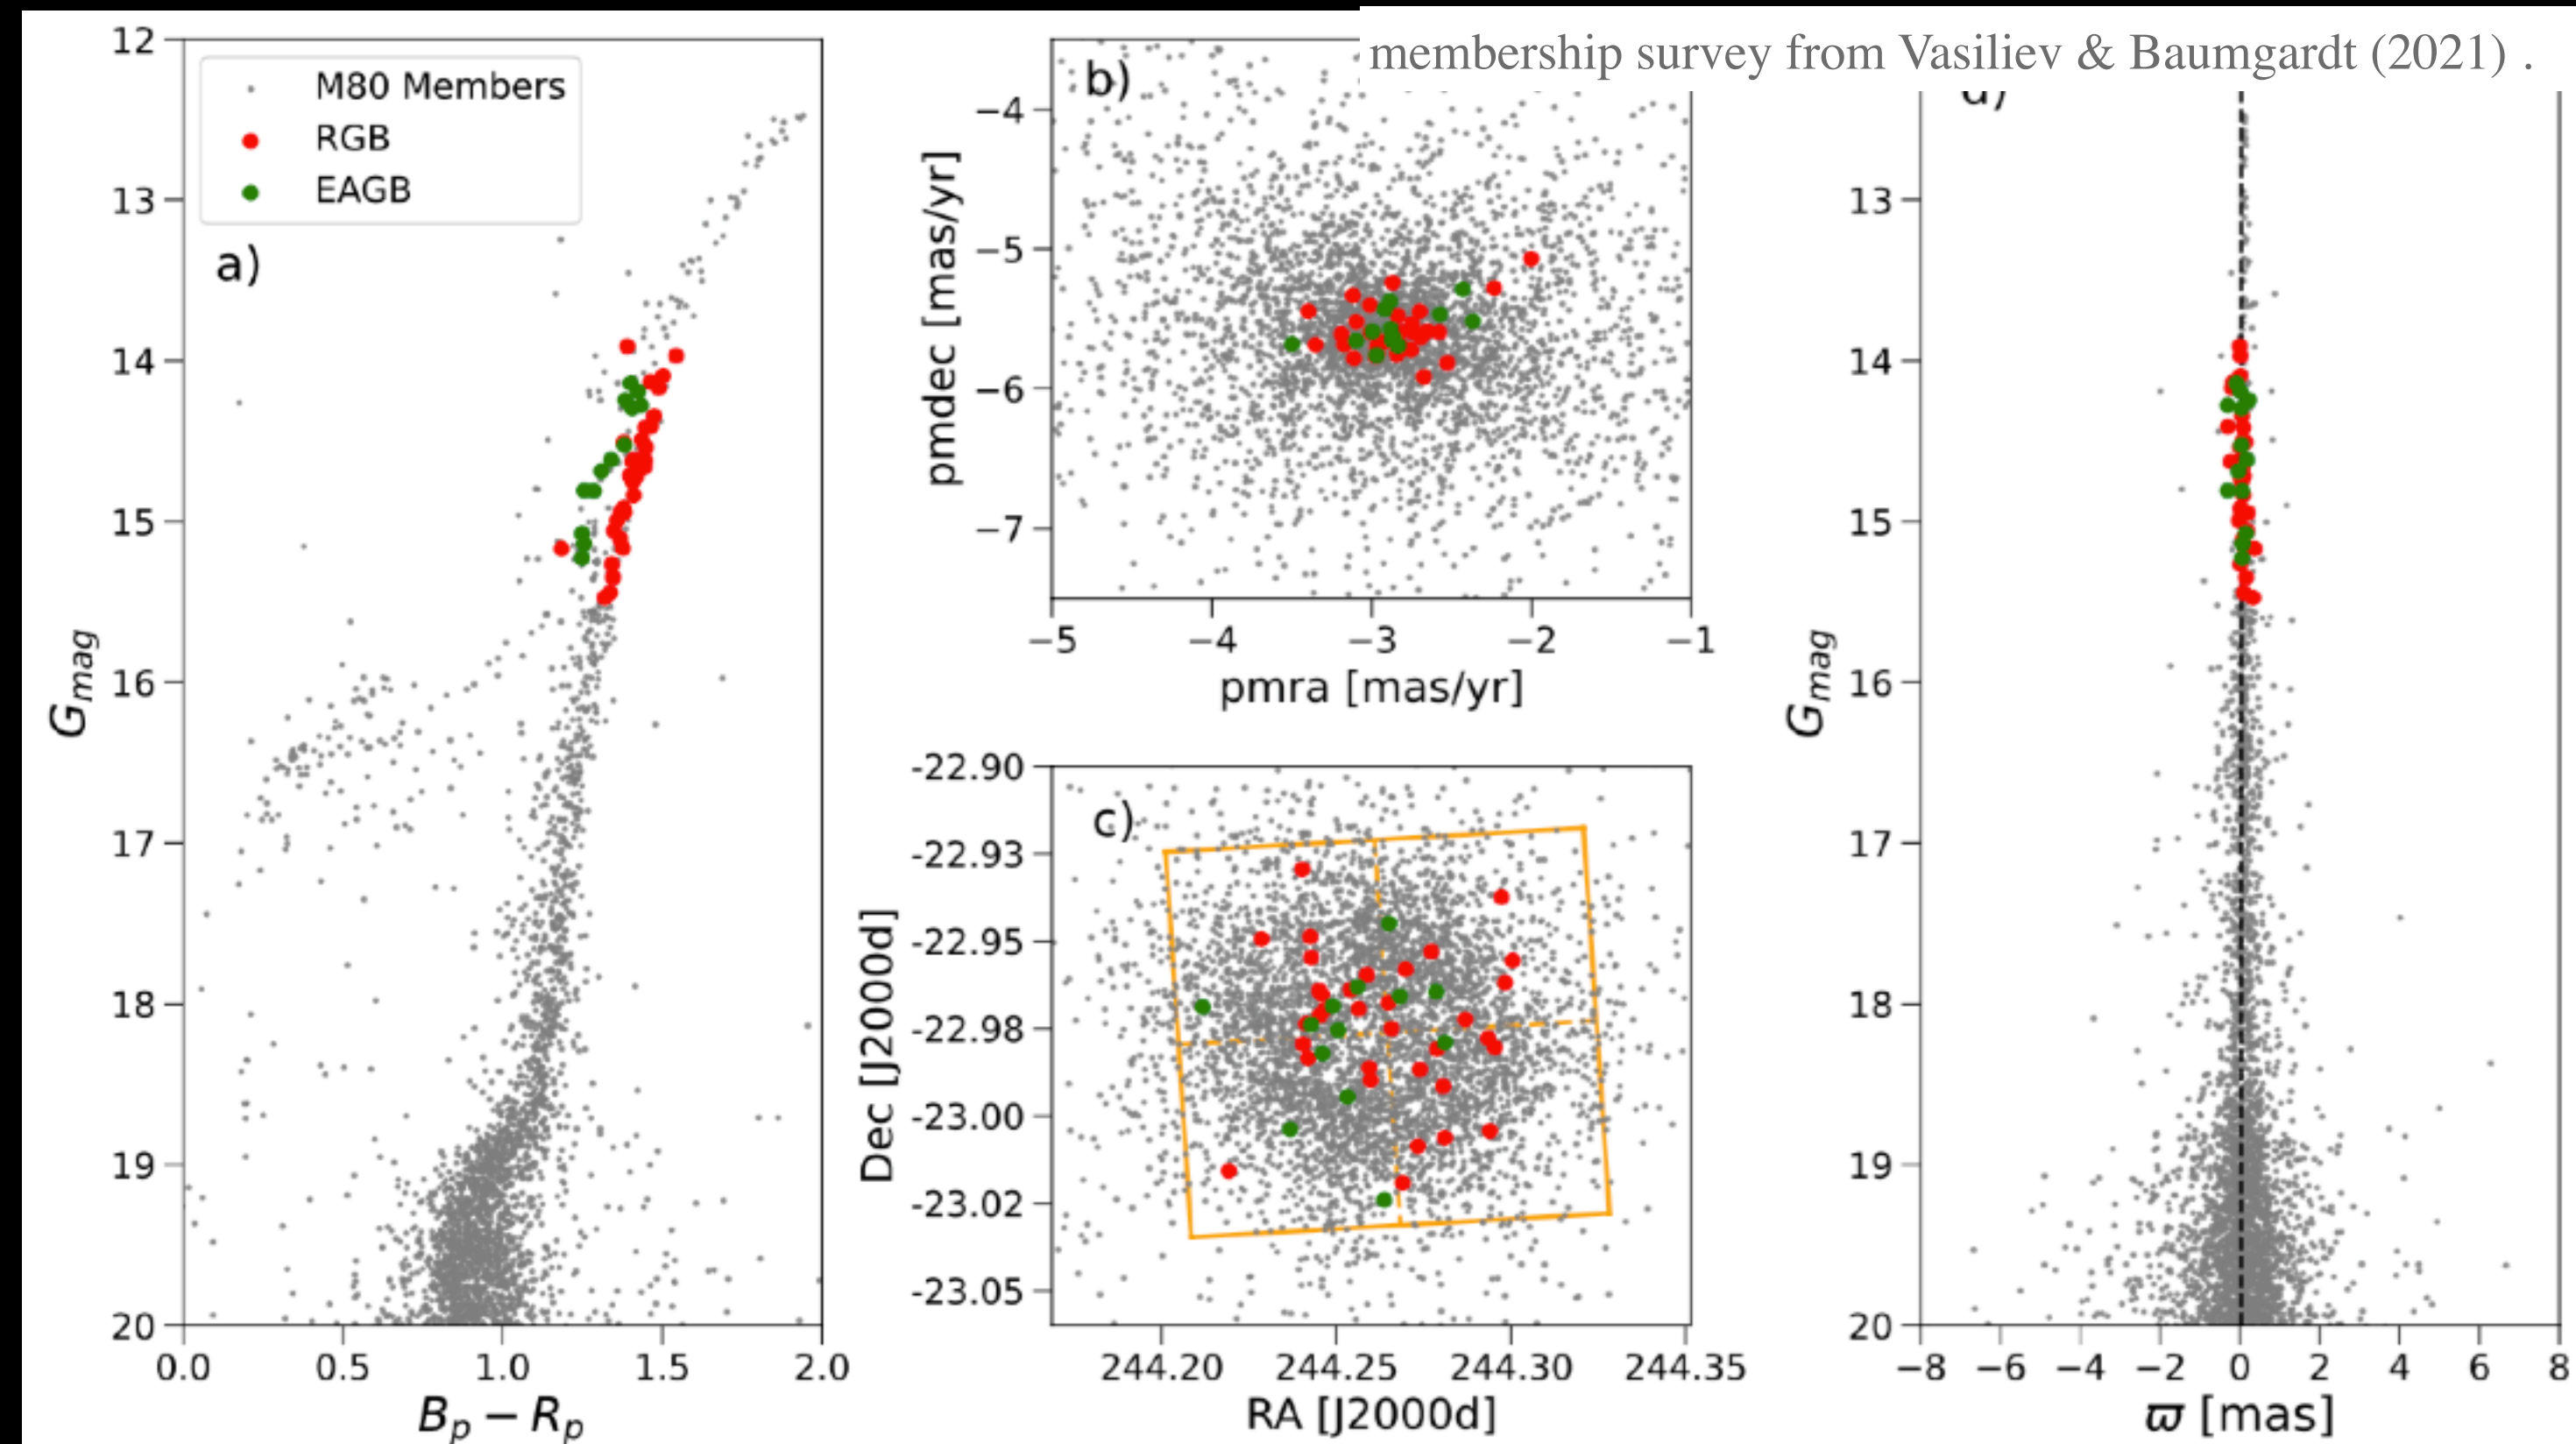 membership survey from Vasiliev & Baumgardt (2021) .
12
13
14
15
16
17
18
19
20
G_mag
M80 Members
RGB
EAGB
a)
0.0 0.5 1.0 1.5 2.0
B_p − R_p
b)
−4
−5
−6
−7
pmdec [mas/yr]
−5 −4 −3 −2 −1
pmra [mas/yr]
c)
-22.90
-22.93
-22.95
-22.98
-23.00
-23.02
-23.05
Dec [J2000d]
244.20 244.25 244.30 244.35
RA [J2000d]
13
14
15
16
17
18
19
20
G_mag
−8 −6 −4 −2 0 2 4 6 8
ϖ [mas]